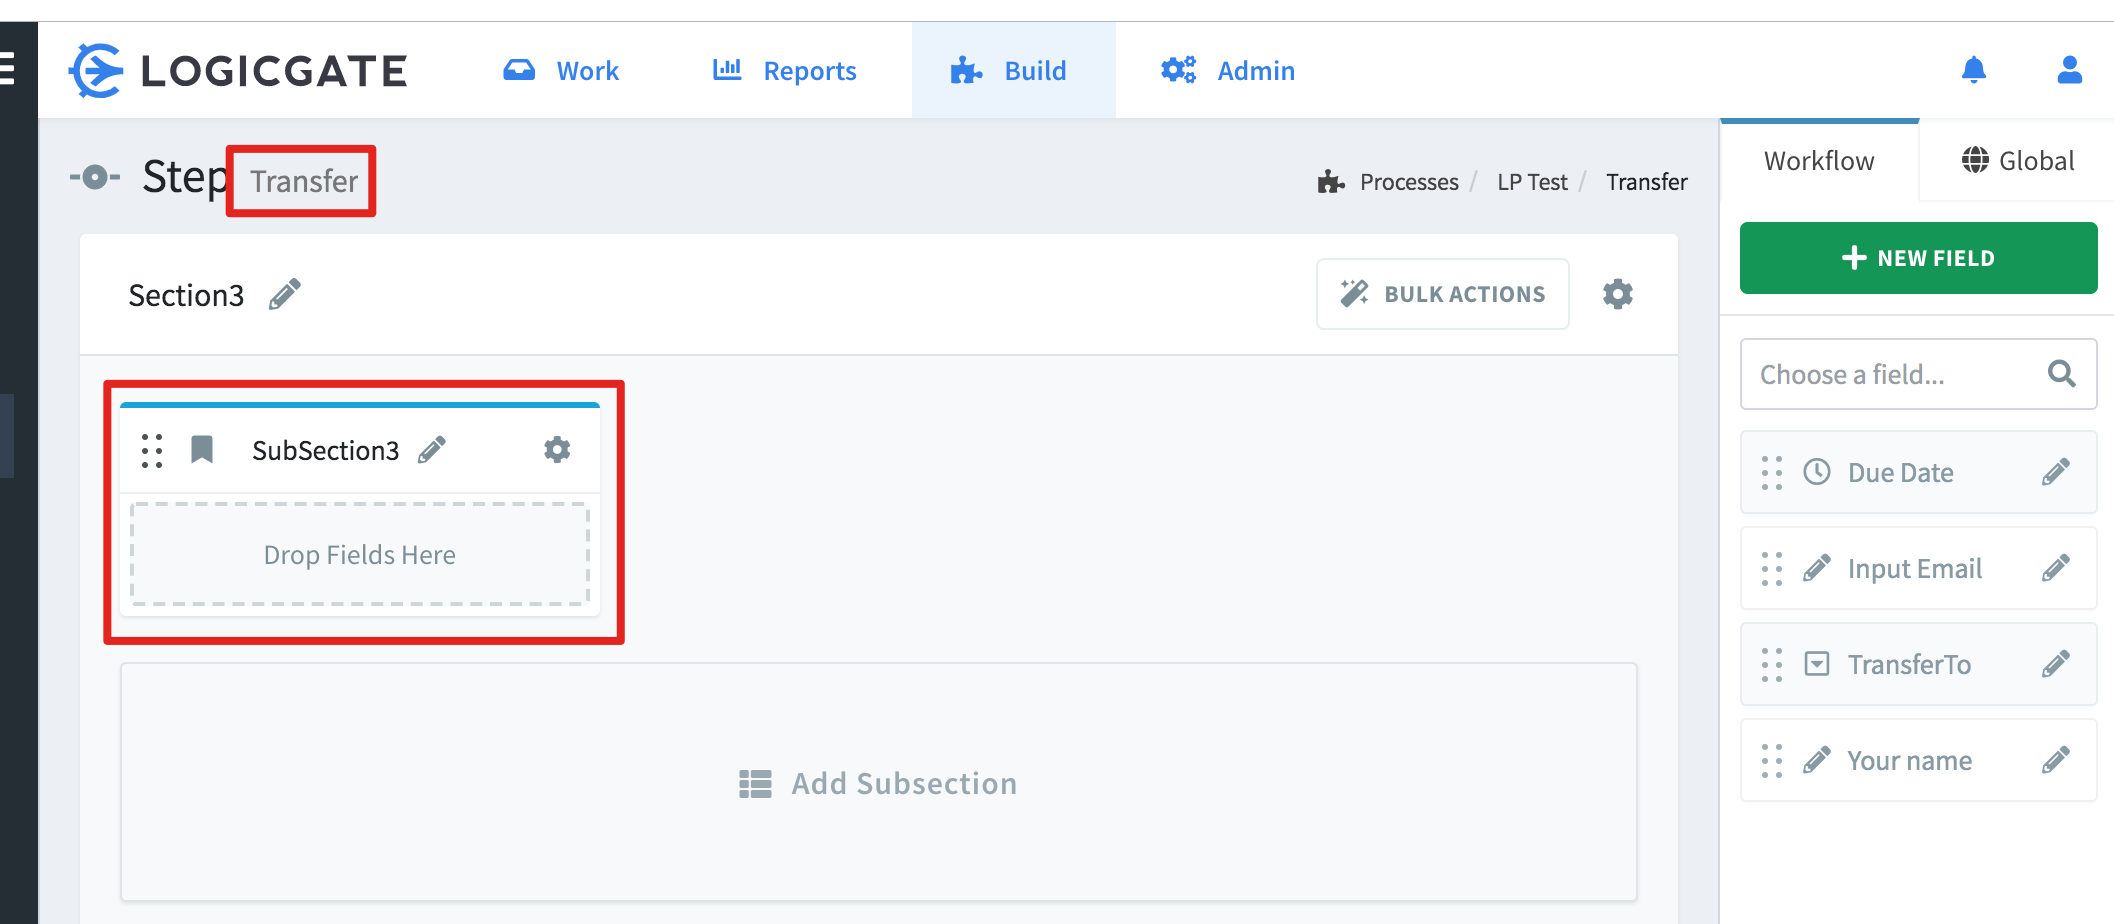 LOGICGATE
Work
Reports
Build
Admin
Step Transfer
Processes / LP Test / Transfer
Section3
BULK ACTIONS
SubSection3
Drop Fields Here
Add Subsection
Workflow
Global
NEW FIELD
Choose a field...
Due Date
Input Email
TransferTo
Your name